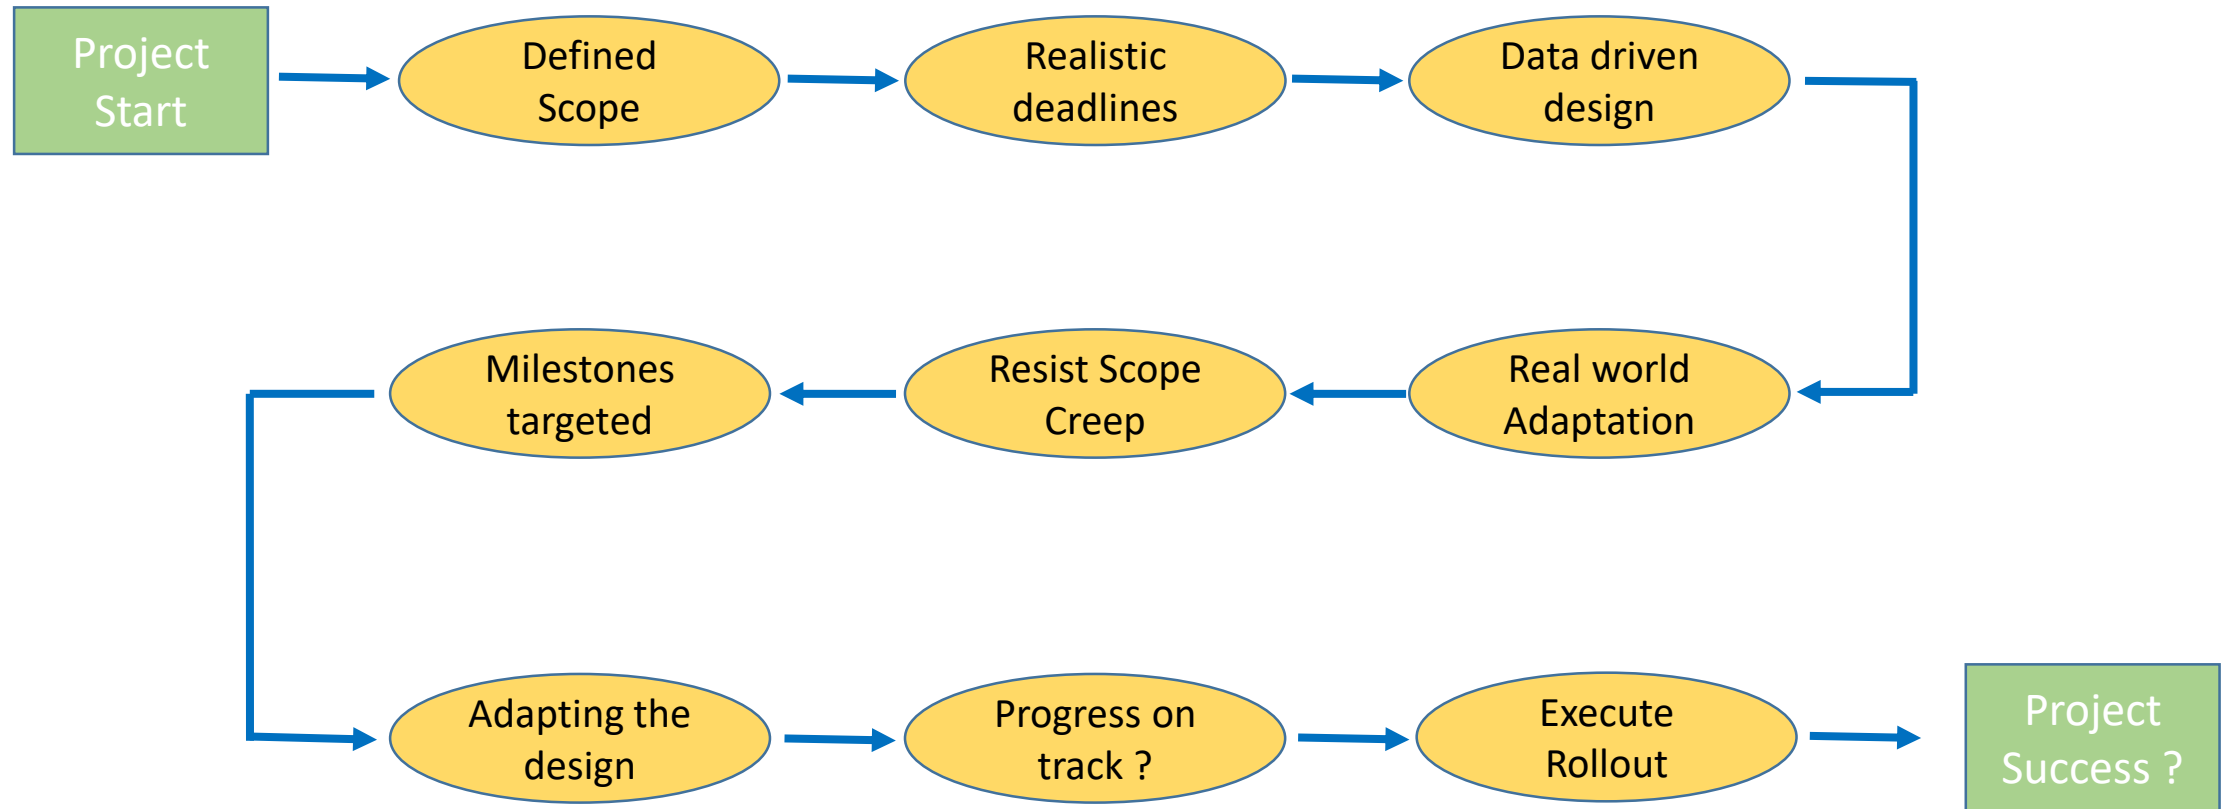 Project
Start
Defined
Scope
Realistic
deadlines
Data driven
design
Real world
Adaptation
Resist Scope
Creep
Milestones
targeted
Adapting the
design
Progress on
track ?
Execute
Rollout
Project
Success ?